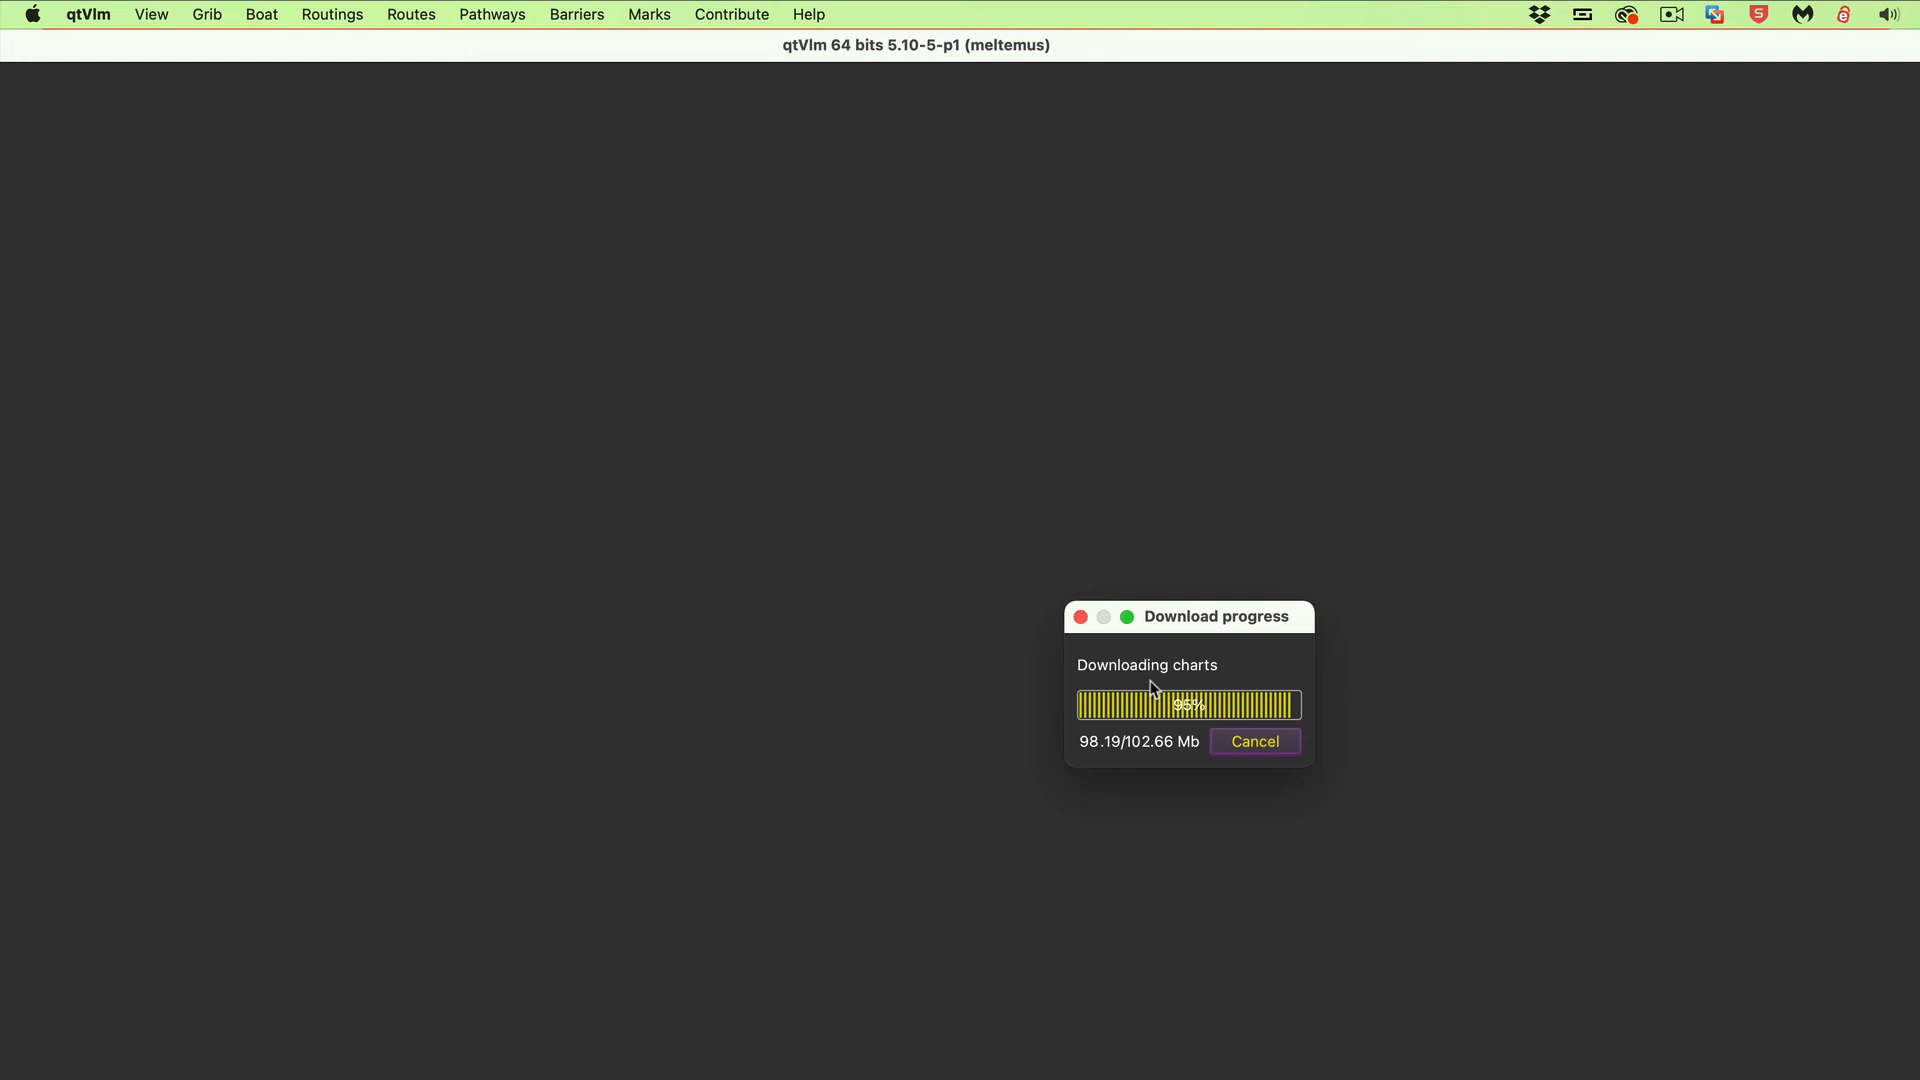 qtVlm View Grib Boat Routings Routes Pathways Barriers Marks Contribute Help
qtVlm 64 bits 5.10-5-p1 (meltemus)
Download progress
Downloading charts
95%
98.19/102.66 Mb Cancel